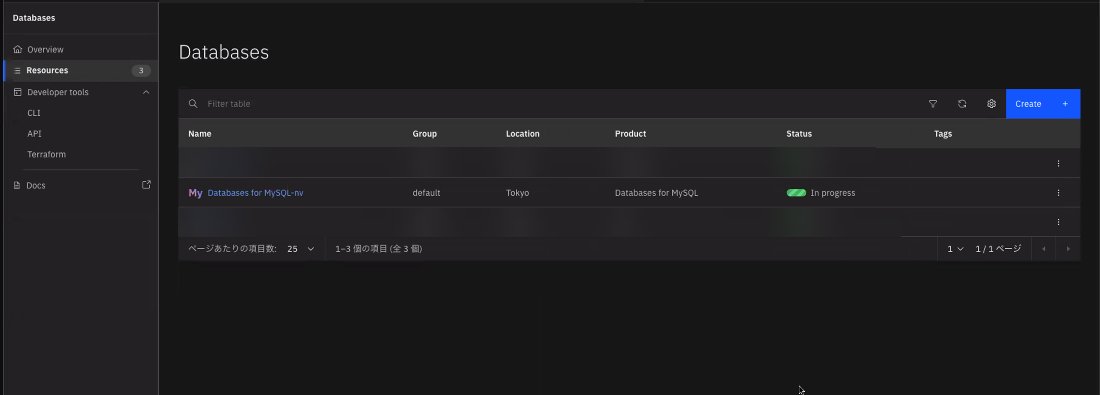 Databases
Overview
Resources 3
Developer tools
CLI
API
Terraform
Docs
Databases
Filter table
Create +
Name Group Location Product Status Tags
My Databases for MySQL-nv default Tokyo Databases for MySQL In progress
ページあたりの項目数: 25 1–3 個の項目 (全 3 個) 1 1 / 1 ページ